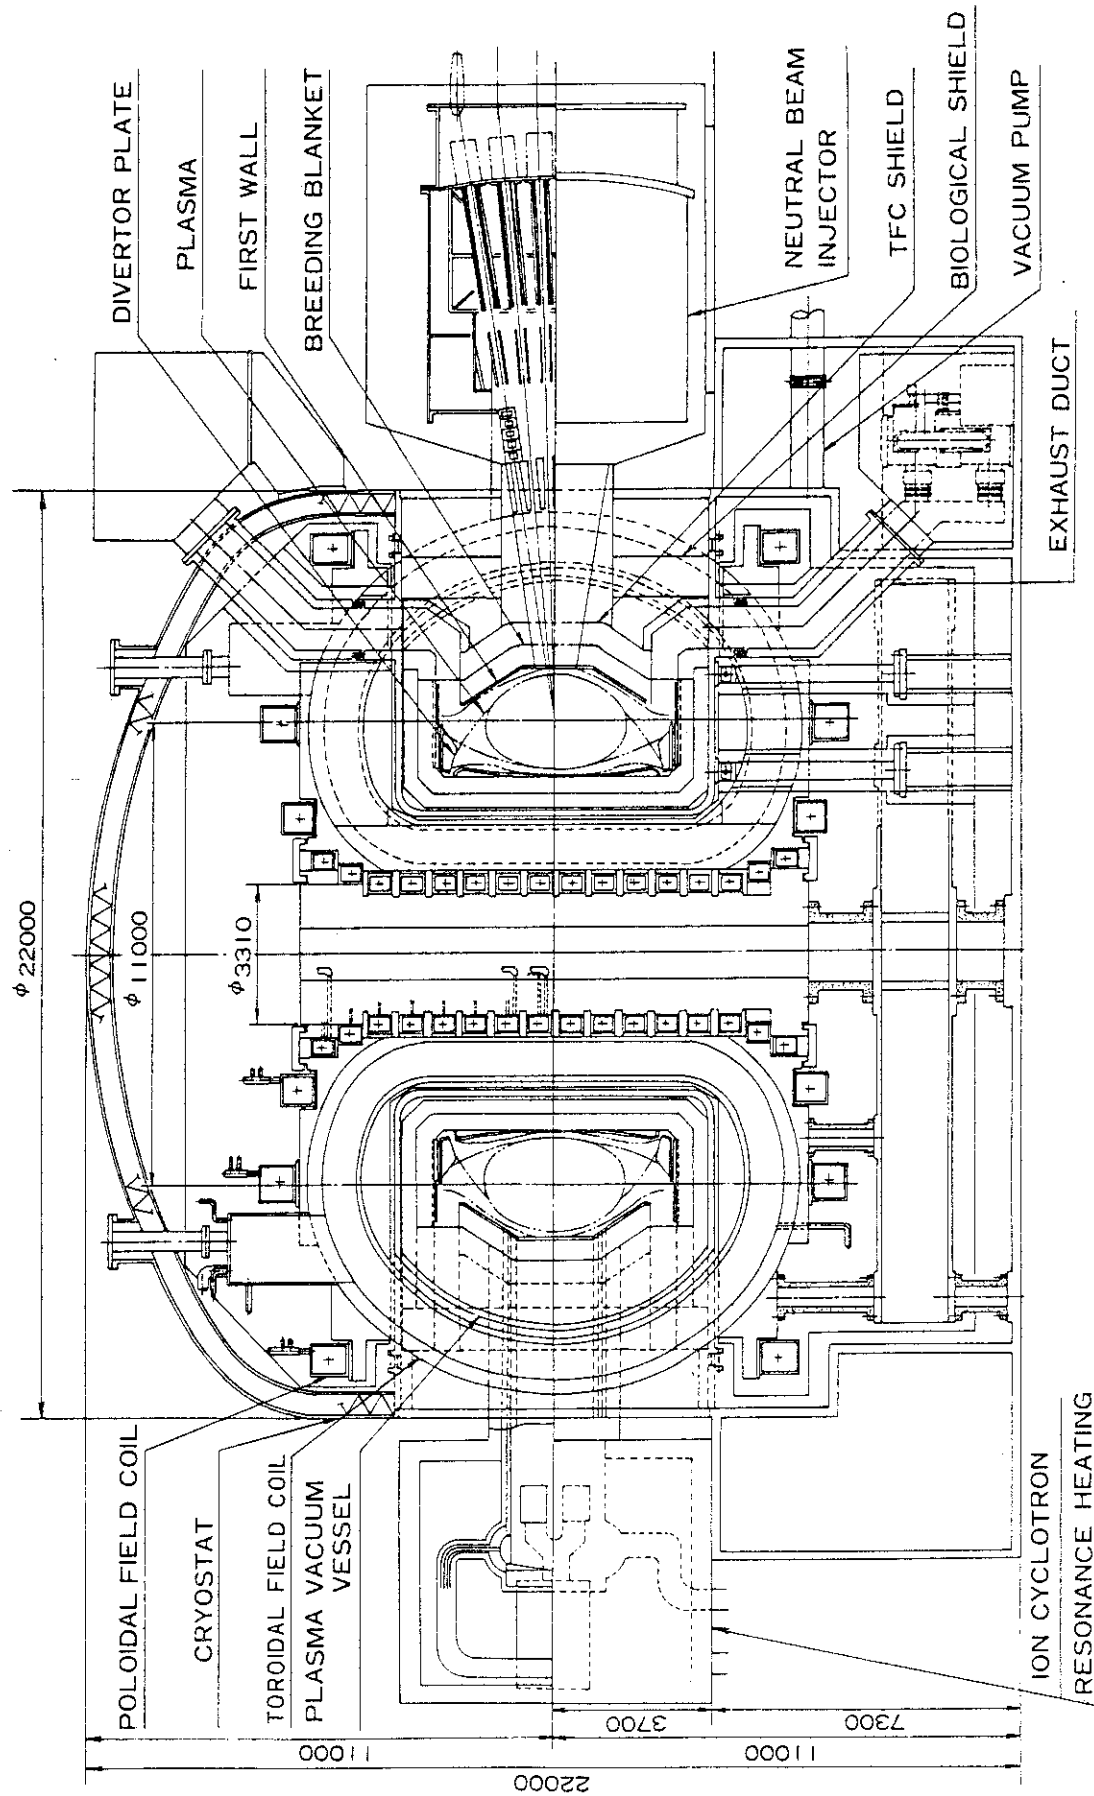 DIVERTOR PLATE
PLASMA
FIRST WALL
BREEDING BLANKET
NEUTRAL BEAM
INJECTOR
TFC SHIELD
BIOLOGICAL SHIELD
VACUUM PUMP
EXHAUST DUCT
φ 22000
φ 11000
φ 3310
POLOIDAL FIELD COIL
CRYOSTAT
TOROIDAL FIELD COIL
PLASMA VACUUM
VESSEL
ION CYCLOTRON
RESONANCE HEATING
11000
3700
7300
11000
22000